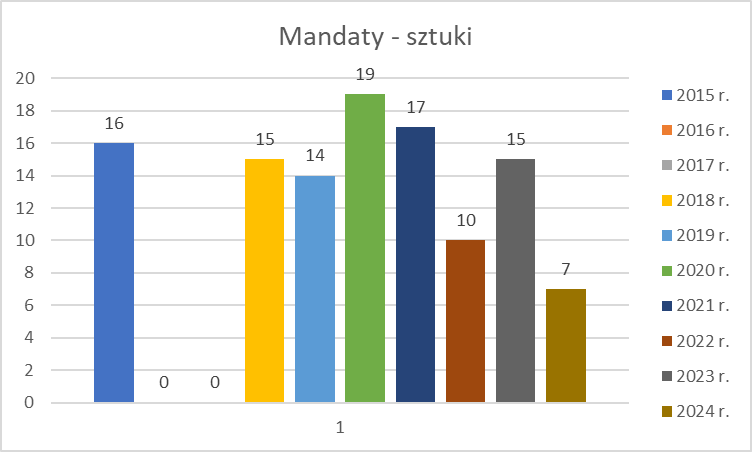 Mandaty - sztuki
20
18
16
14
12
10
8
6
4
2
0
16
0
0
15
14
19
17
10
15
7
1
2015 r.
2016 r.
2017 r.
2018 r.
2019 r.
2020 r.
2021 r.
2022 r.
2023 r.
2024 r.